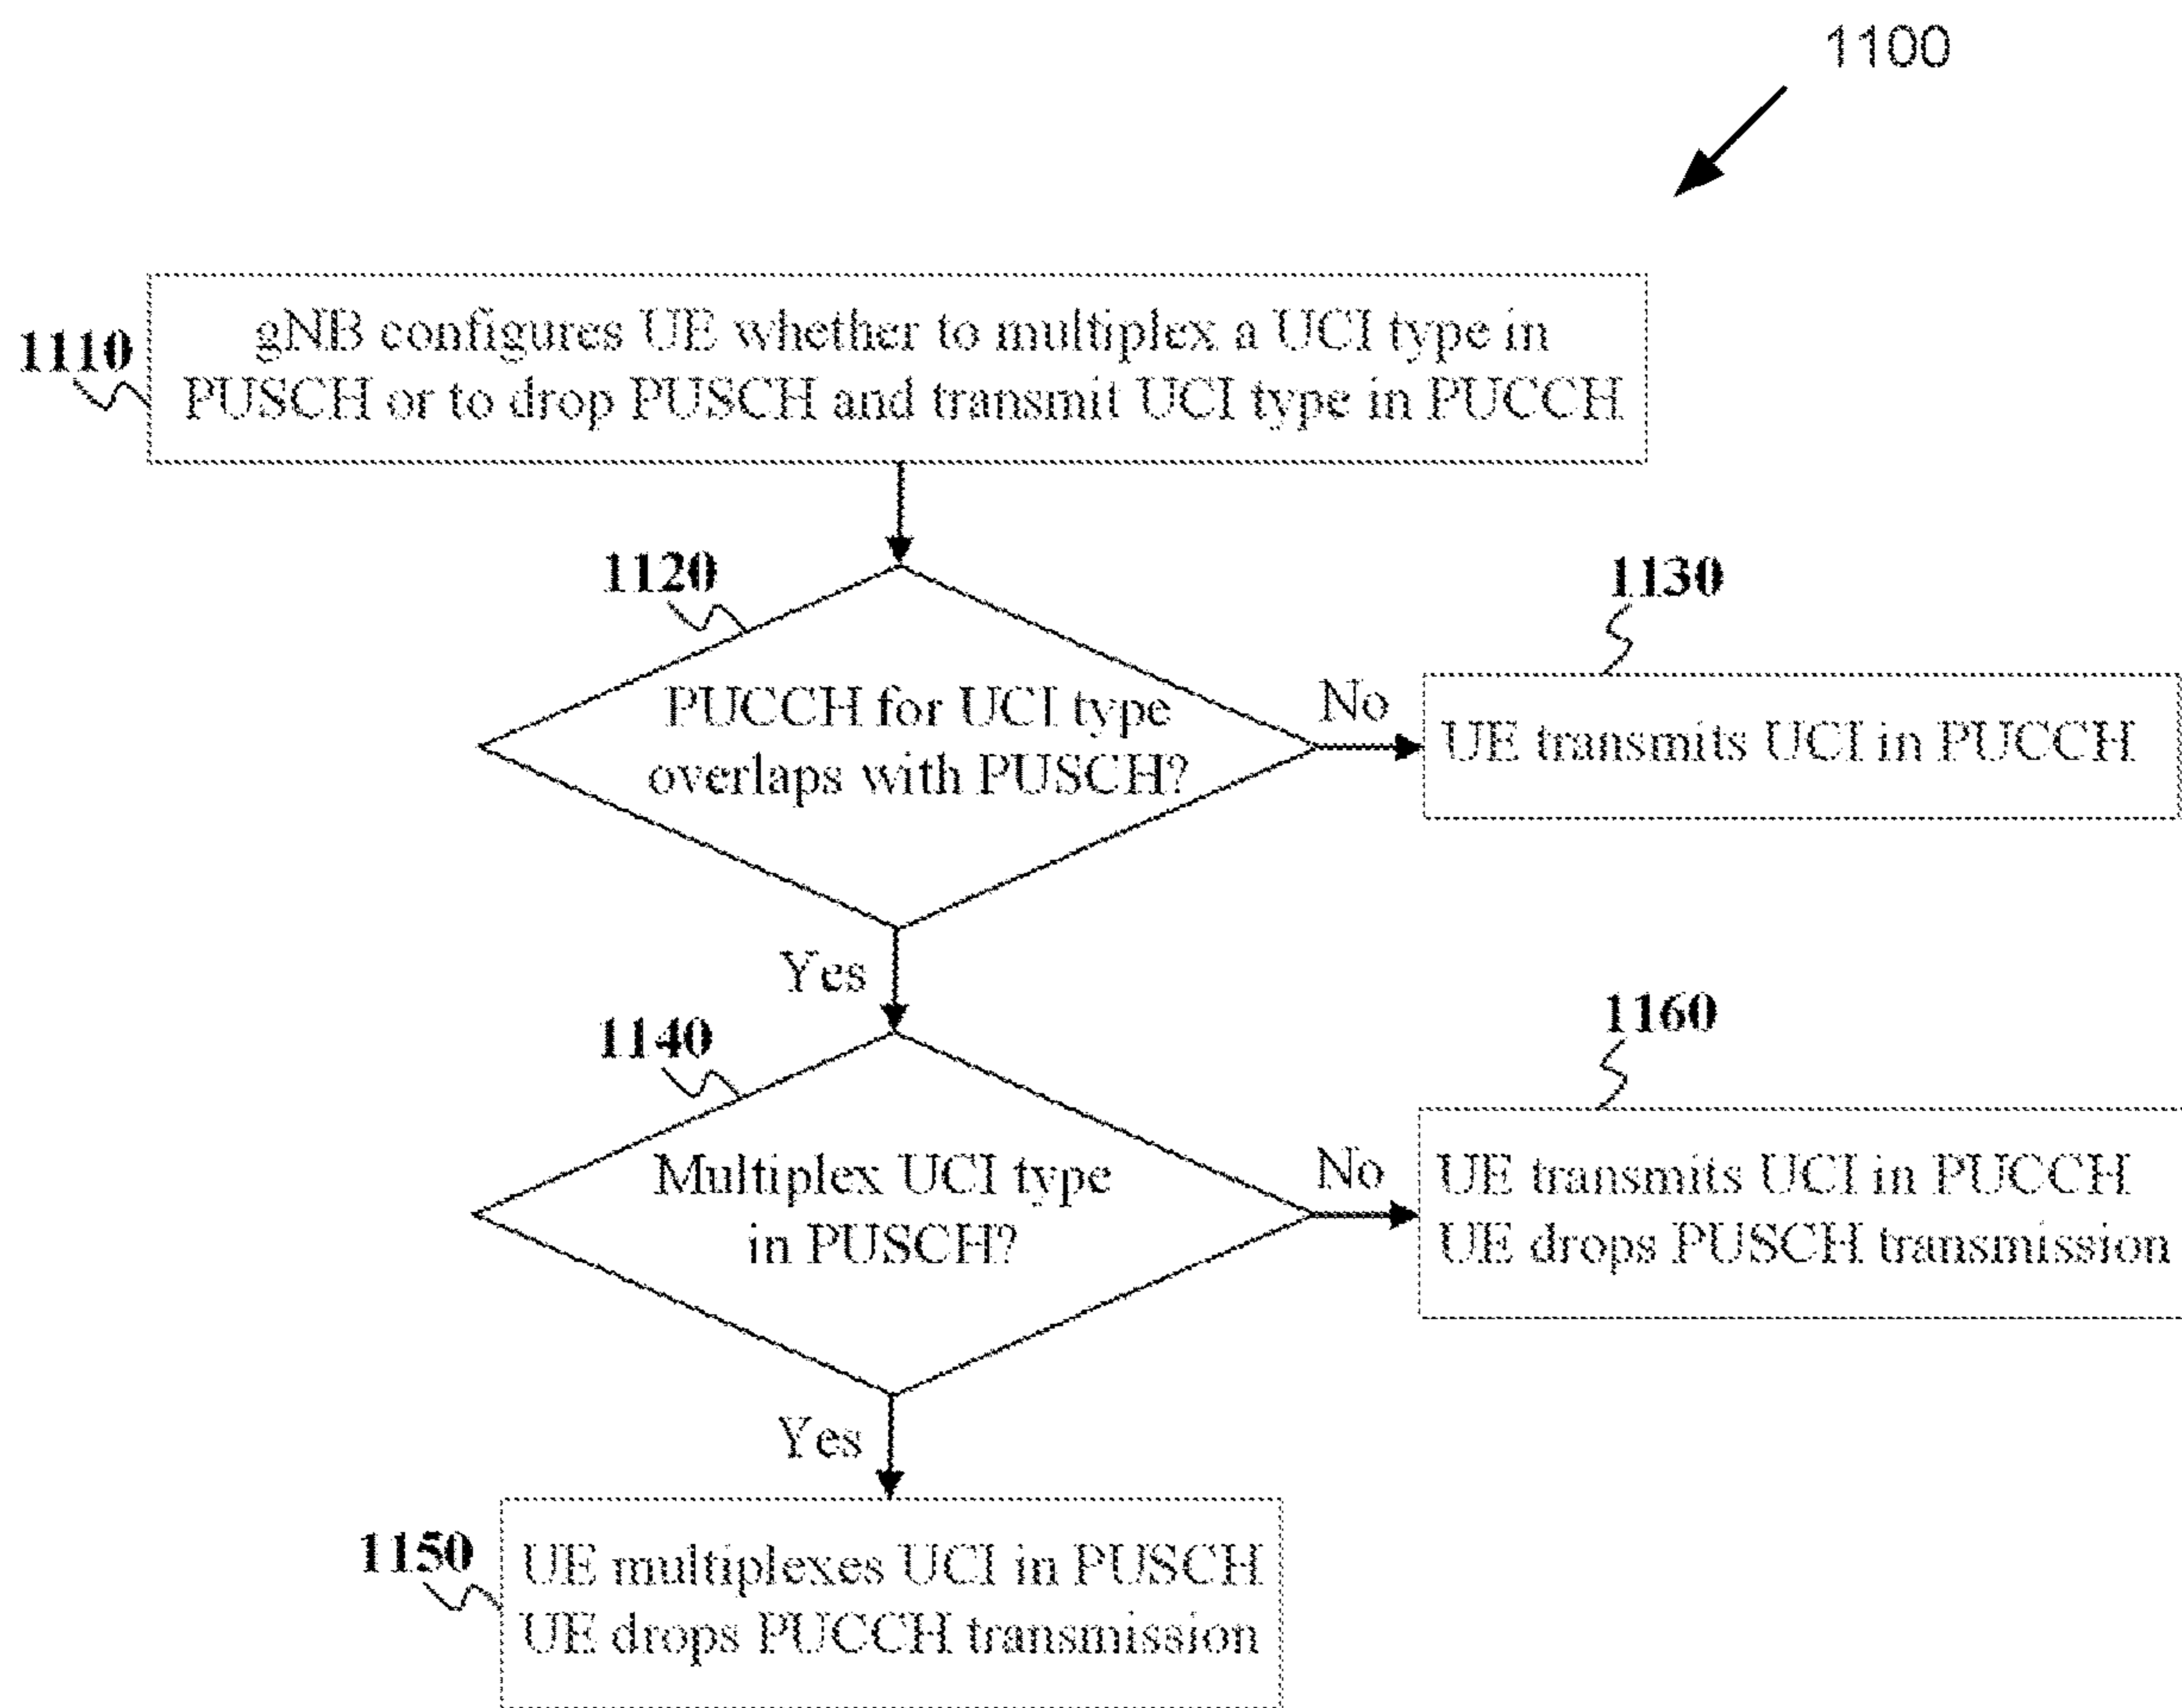 1100
1110
gNB configures UE whether to multiplex a UCI type in
PUSCH or to drop PUSCH and transmit UCI type in PUCCH
1120
PUCCH for UCI type
overlaps with PUSCH?
No
1130
UE transmits UCI in PUCCH
Yes
1140
Multiplex UCI type
in PUSCH?
No
1160
UE transmits UCI in PUCCH
UE drops PUSCH transmission
Yes
1150
UE multiplexes UCI in PUSCH
UE drops PUCCH transmission